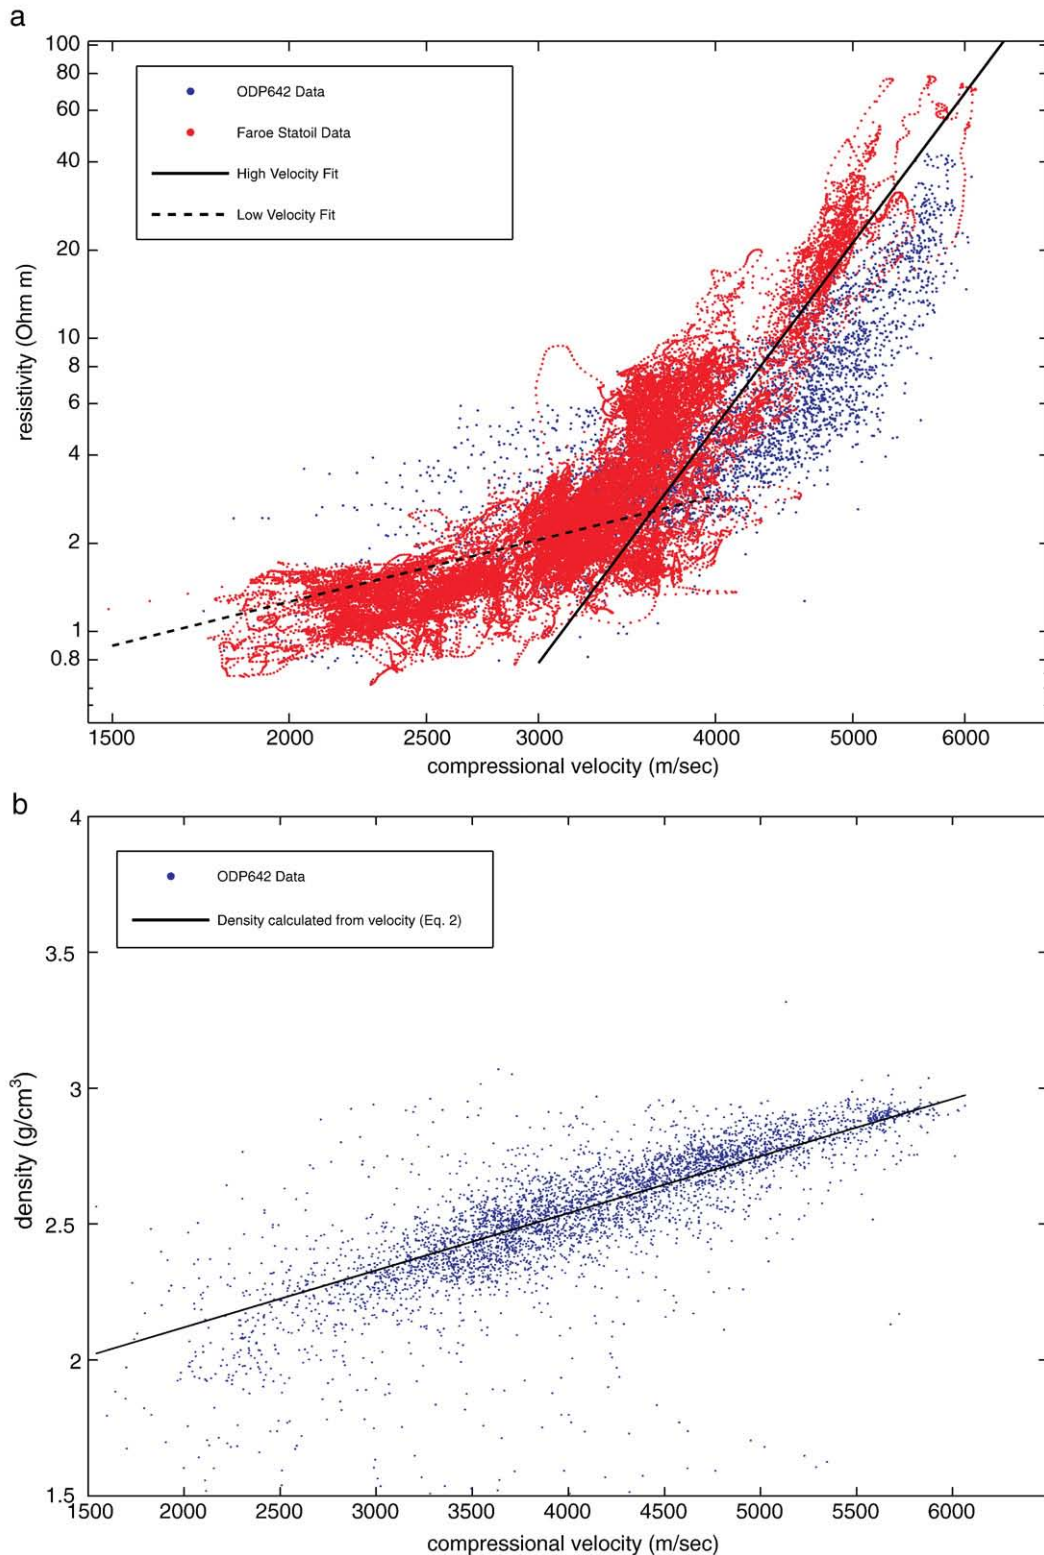 a
100
80
60
40
20
10
8
6
4
2
1
0.8
resistivity (Ohm m)
ODP642 Data
Faroe Statoil Data
High Velocity Fit
Low Velocity Fit
1500 2000 2500 3000 4000 5000 6000
compressional velocity (m/sec)
b
4
3.5
3
2.5
2
1.5
density (g/cm³)
ODP642 Data
Density calculated from velocity (Eq. 2)
1500 2000 2500 3000 3500 4000 4500 5000 5500 6000
compressional velocity (m/sec)